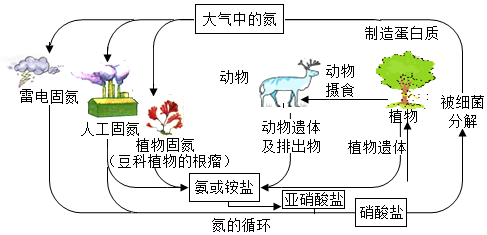 大气中的氮
制造蛋白质
雷电固氮
人工固氮
植物固氮
(豆科植物的根瘤)
动物
动物
摄食
植物
被细菌
分解
动物遗体
及排出物
植物遗体
氨或铵盐
亚硝酸盐
硝酸盐
氮的循环